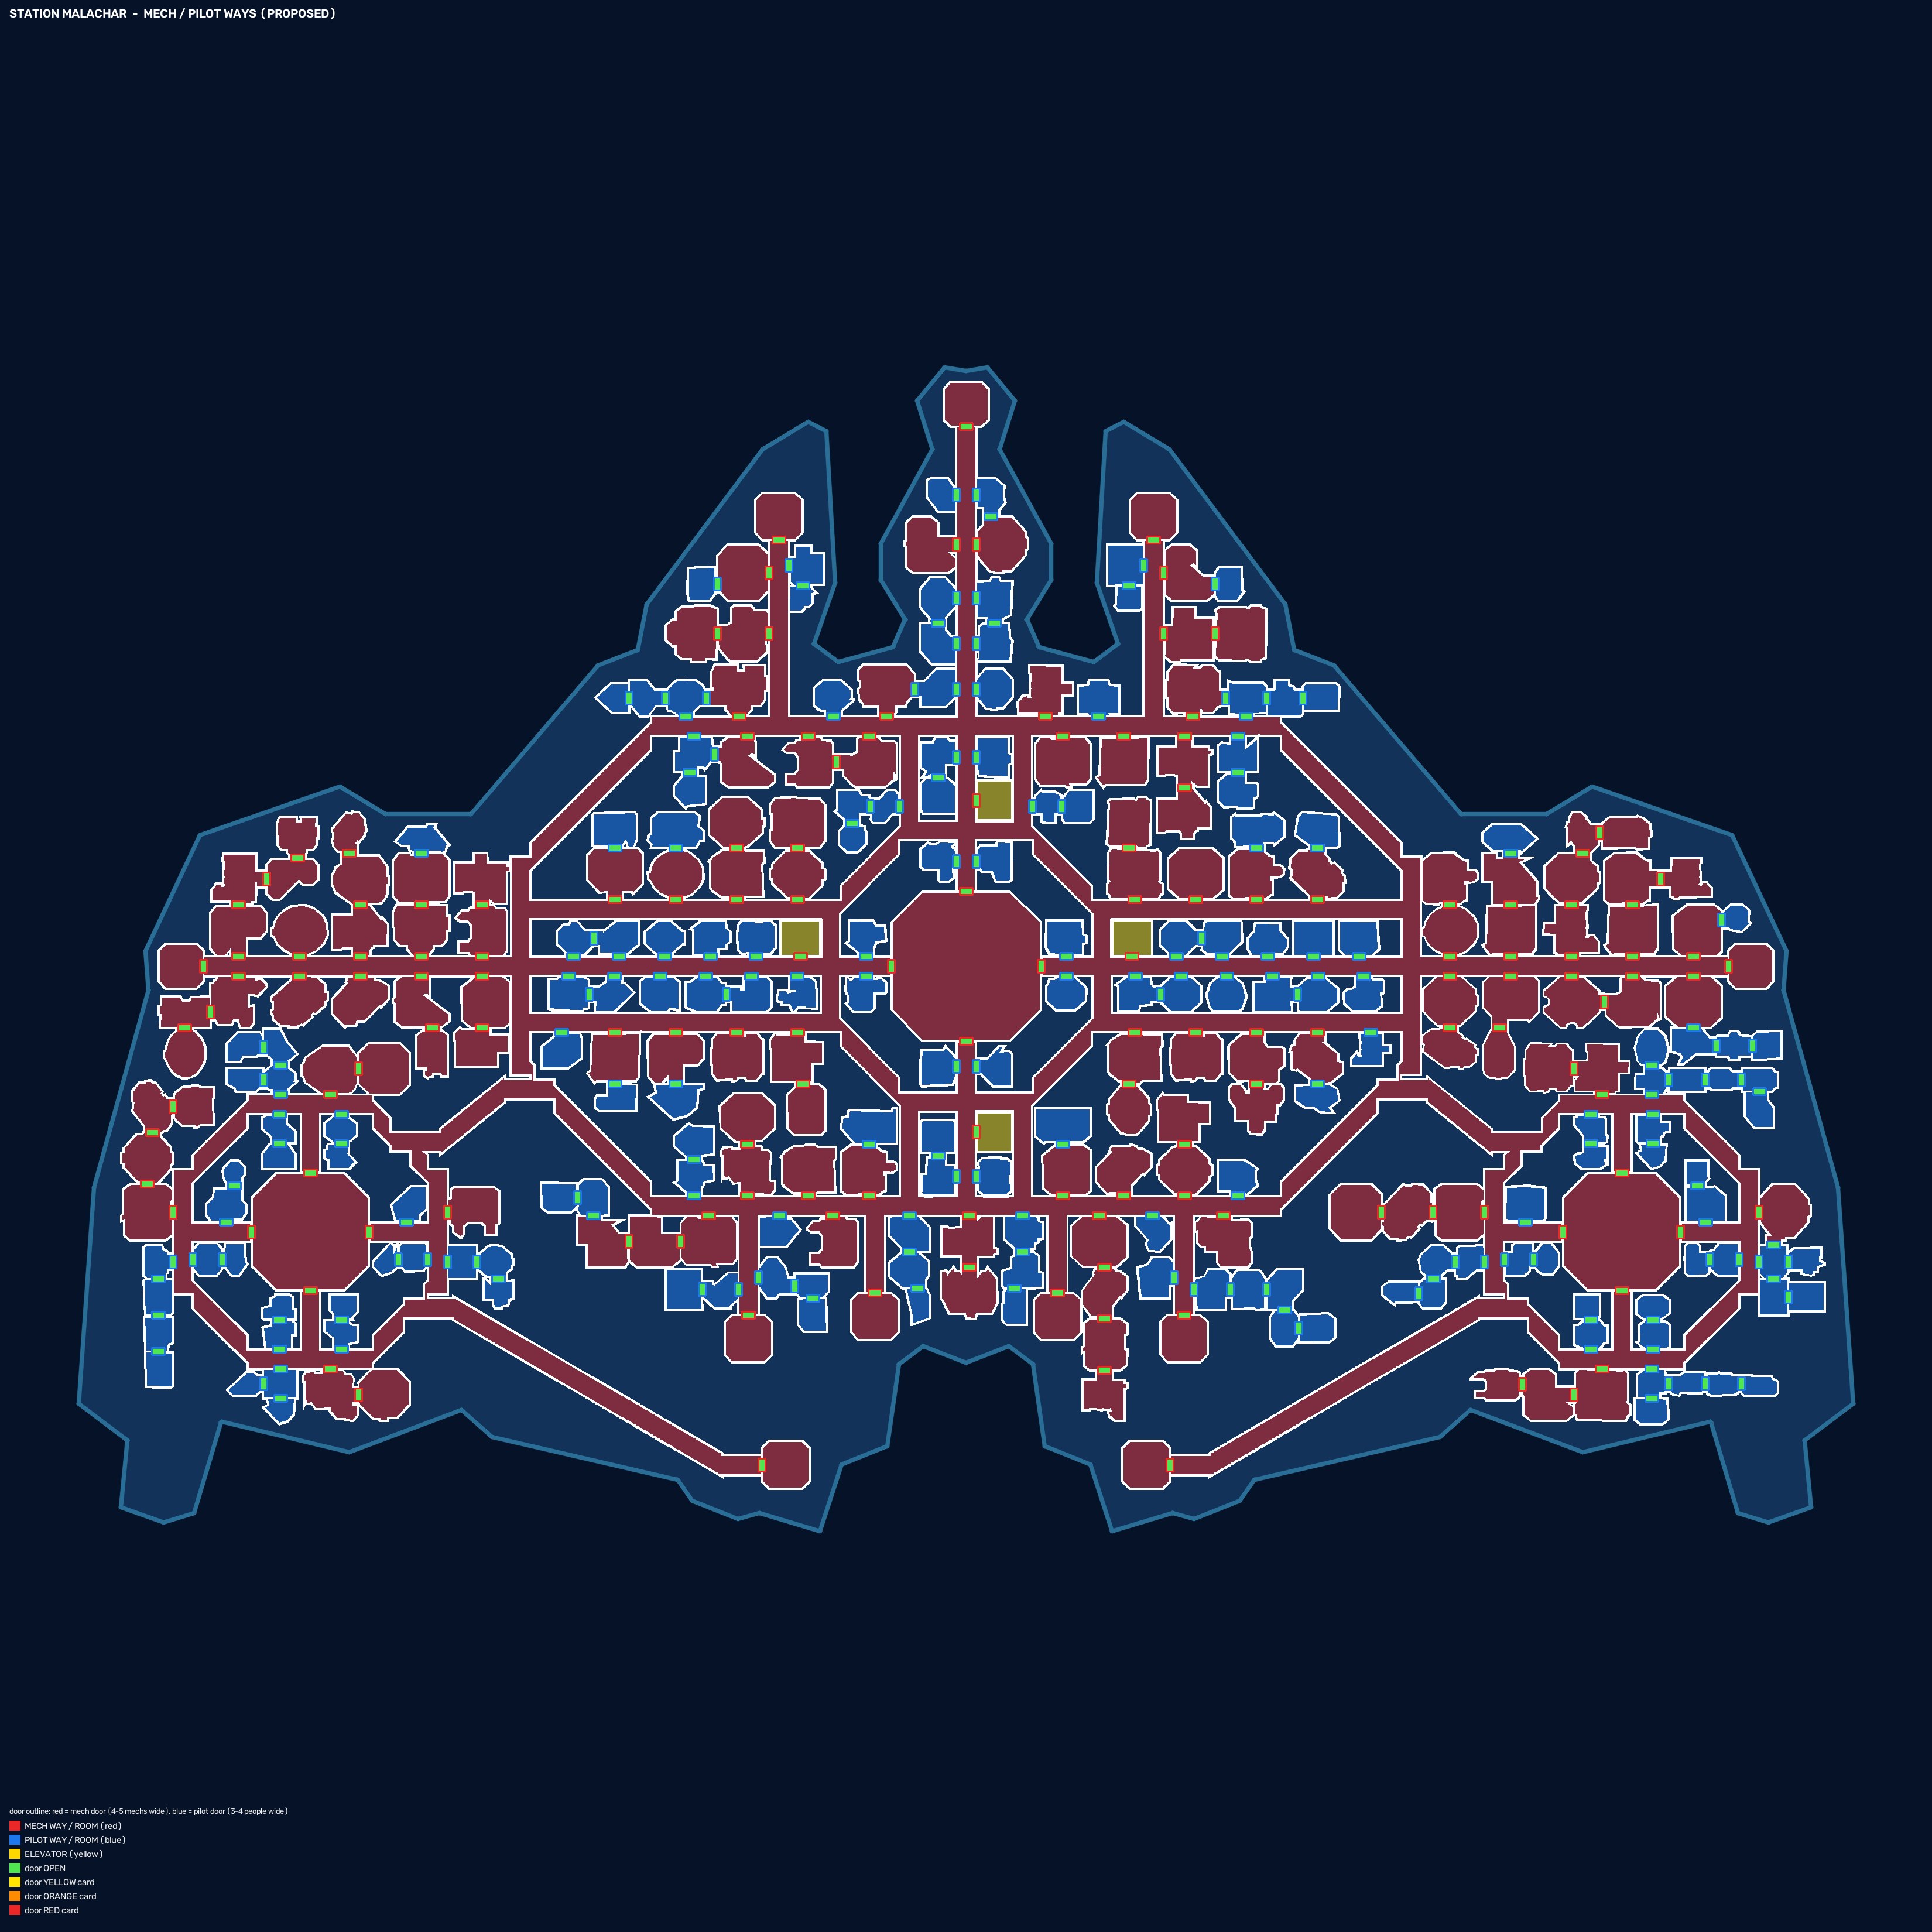 STATION MALACHAR - MECH / PILOT WAYS (PROPOSED)
door outline: red = mech door (4-5 mechs wide), blue = pilot door (3-4 people wide)
MECH WAY / ROOM (red)
PILOT WAY / ROOM (blue)
ELEVATOR (yellow)
door OPEN
door YELLOW card
door ORANGE card
door RED card